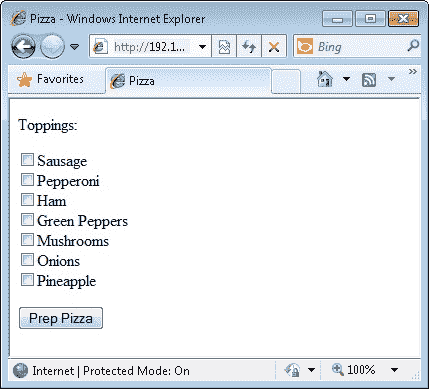 Pizza - Windows Internet Explorer
http://192.1...
Bing
Favorites
Pizza
Toppings:
Sausage
Pepperoni
Ham
Green Peppers
Mushrooms
Onions
Pineapple
Prep Pizza
Internet | Protected Mode: On
100%